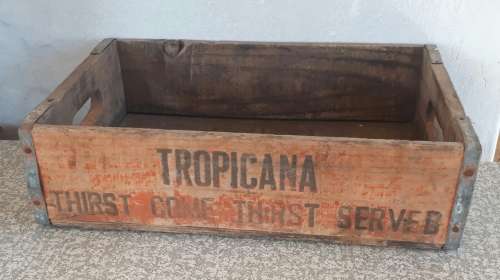 TROPICANA
THIRST COME THIRST SERVED